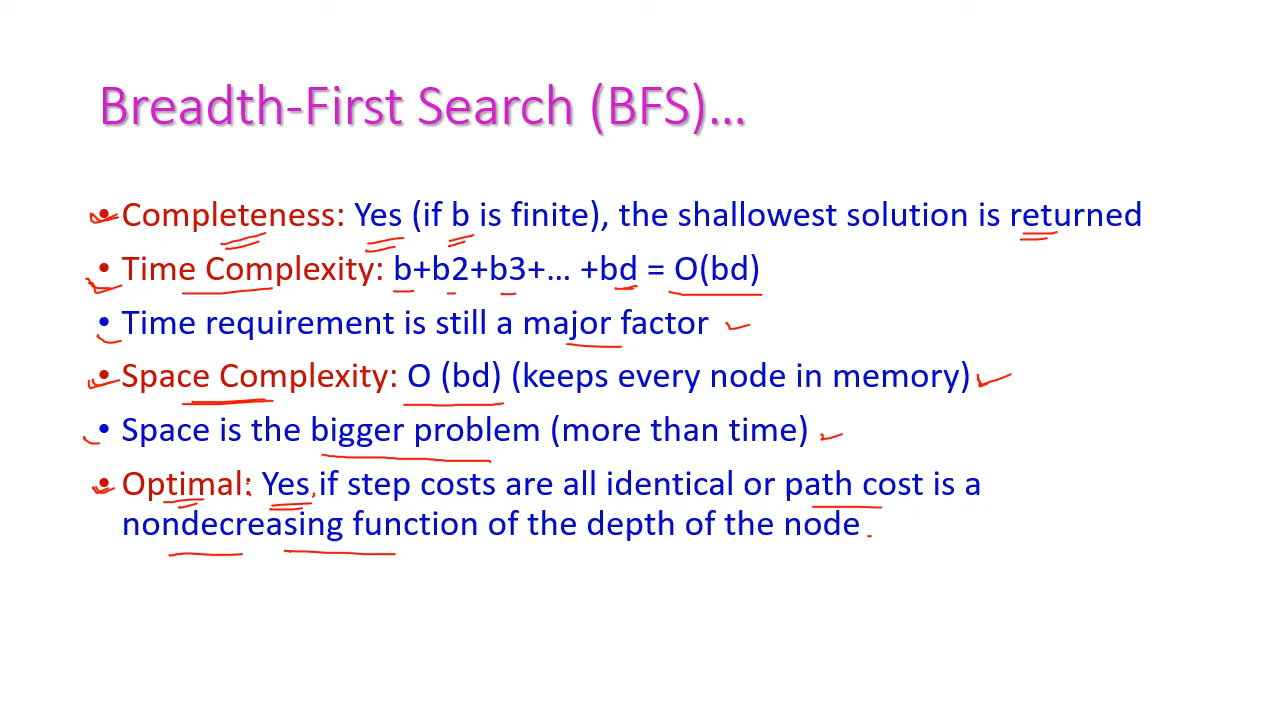 Breadth-First Search (BFS)...
• Completeness: Yes (if b is finite), the shallowest solution is returned
• Time Complexity: b+b2+b3+... +bd = O(bd)
• Time requirement is still a major factor
• Space Complexity: O (bd) (keeps every node in memory)
• Space is the bigger problem (more than time)
• Optimal: Yes, if step costs are all identical or path cost is a
nondecreasing function of the depth of the node